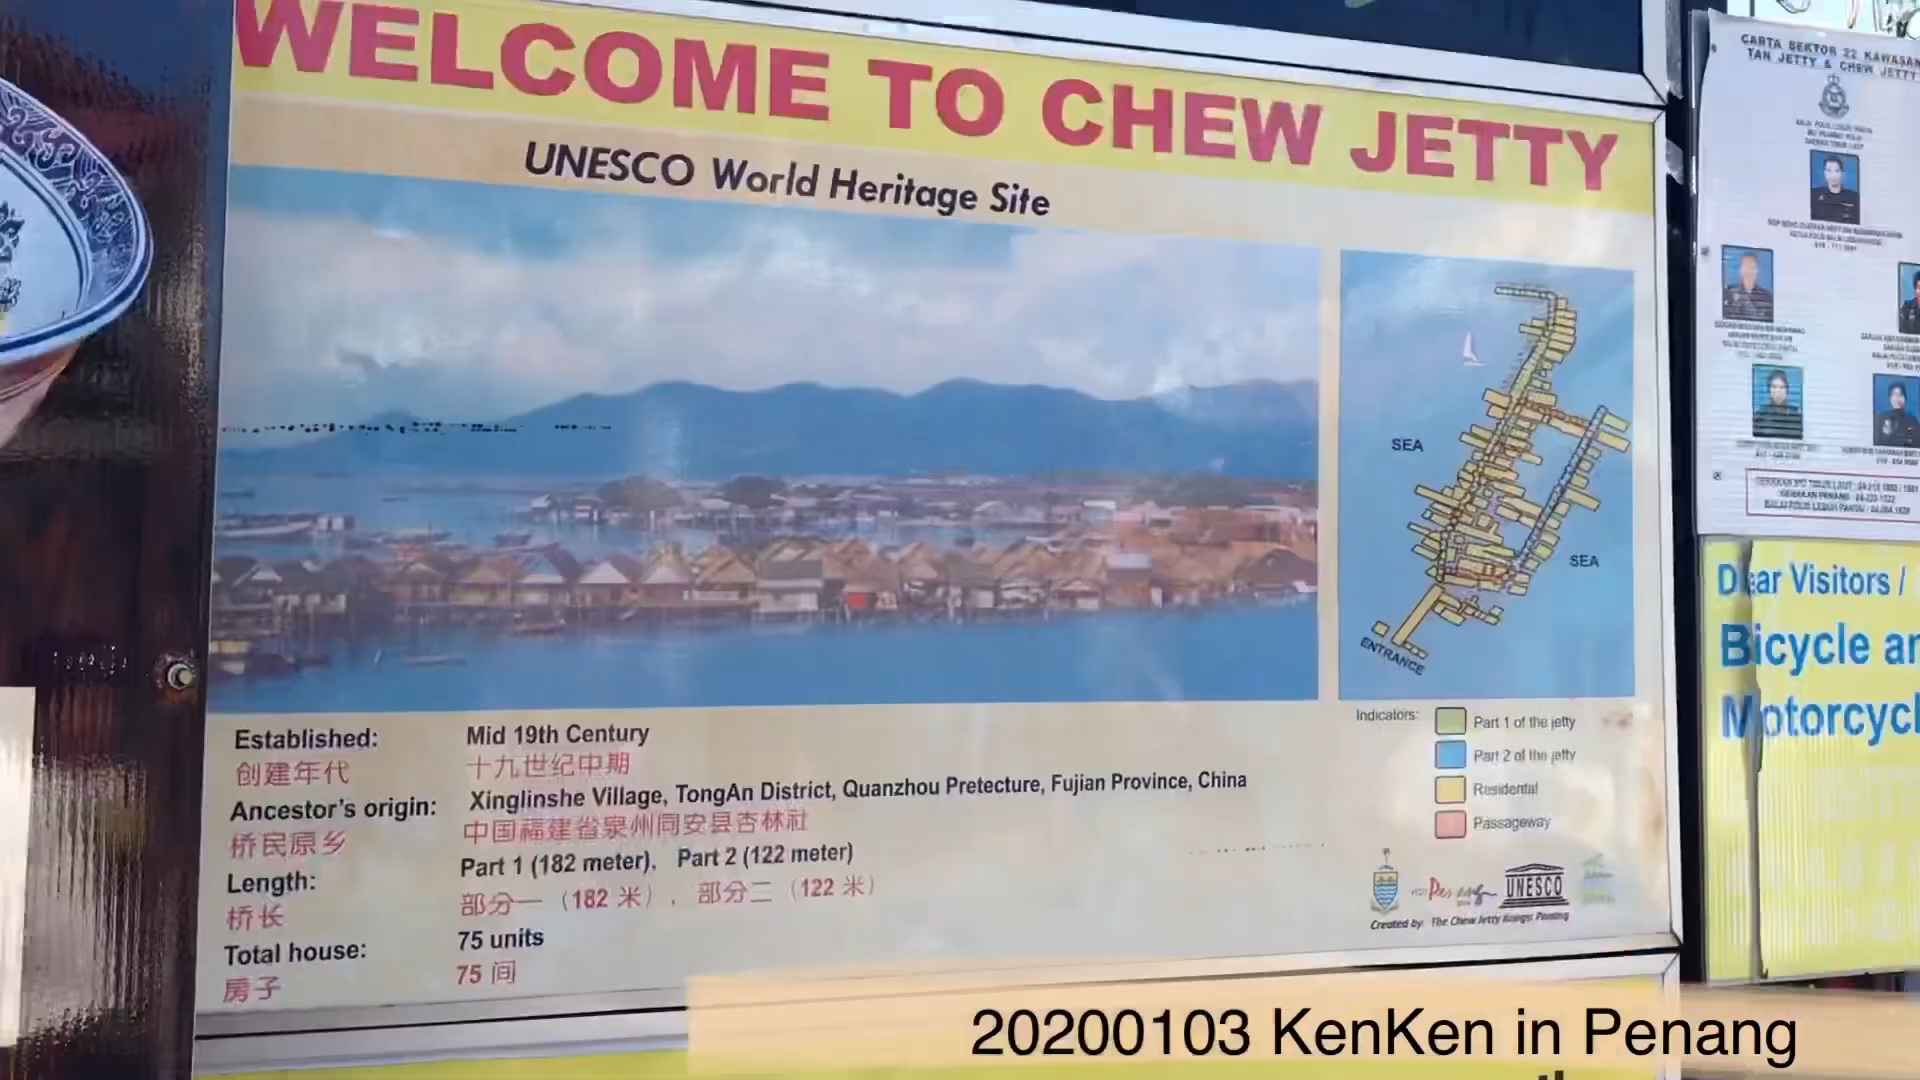 WELCOME TO CHEW JETTY
UNESCO World Heritage Site
SEA
SEA
ENTRANCE
Established: Mid 19th Century
创建年代 十九世纪中期
Ancestor's origin: Xinglinshe Village, TongAn District, Quanzhou Pretecture, Fujian Province, China
桥民原乡 中国福建省泉州同安县杏林社
Length: Part 1 (182 meter), Part 2 (122 meter)
桥长 部分一（182 米）, 部分二（122 米）
Total house: 75 units
房子 75 间
Indicators:
Part 1 of the jetty
Part 2 of the jetty
Residential
Passageway
UNESCO
Created by: The Chew Jetty Kongsi Penang
CARTA SEKTOR 22 KAWASAN
TAN JETTY & CHEW JETTY
Dear Visitors /
Bicycle an
Motorcycl
20200103 KenKen in Penang